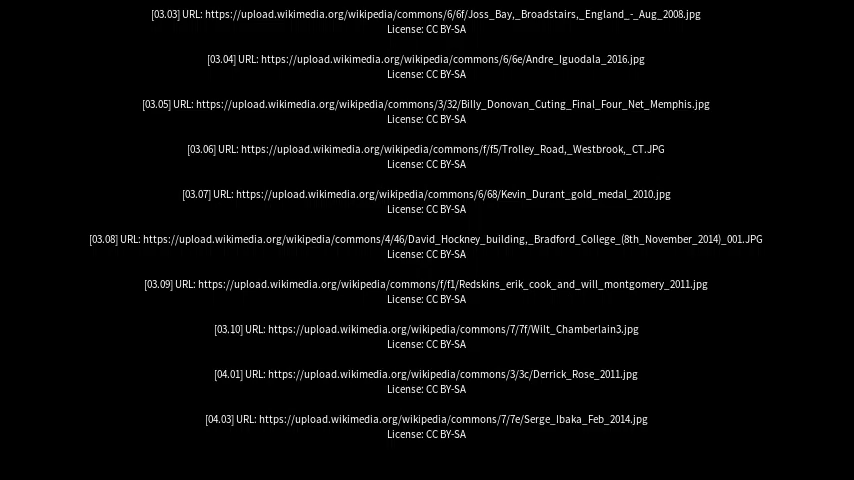 [03.03] URL: https://upload.wikimedia.org/wikipedia/commons/6/6f/Joss_Bay,_Broadstairs,_England_-_Aug_2008.jpg
License: CC BY-SA
[03.04] URL: https://upload.wikimedia.org/wikipedia/commons/6/6e/Andre_Iguodala_2016.jpg
License: CC BY-SA
[03.05] URL: https://upload.wikimedia.org/wikipedia/commons/3/32/Billy_Donovan_Cuting_Final_Four_Net_Memphis.jpg
License: CC BY-SA
[03.06] URL: https://upload.wikimedia.org/wikipedia/commons/f/f5/Trolley_Road,_Westbrook,_CT.JPG
License: CC BY-SA
[03.07] URL: https://upload.wikimedia.org/wikipedia/commons/6/68/Kevin_Durant_gold_medal_2010.jpg
License: CC BY-SA
[03.08] URL: https://upload.wikimedia.org/wikipedia/commons/4/46/David_Hockney_building,_Bradford_College_(8th_November_2014)_001.JPG
License: CC BY-SA
[03.09] URL: https://upload.wikimedia.org/wikipedia/commons/f/f1/Redskins_erik_cook_and_will_montgomery_2011.jpg
License: CC BY-SA
[03.10] URL: https://upload.wikimedia.org/wikipedia/commons/7/7f/Wilt_Chamberlain3.jpg
License: CC BY-SA
[04.01] URL: https://upload.wikimedia.org/wikipedia/commons/3/3c/Derrick_Rose_2011.jpg
License: CC BY-SA
[04.03] URL: https://upload.wikimedia.org/wikipedia/commons/7/7e/Serge_Ibaka_Feb_2014.jpg
License: CC BY-SA